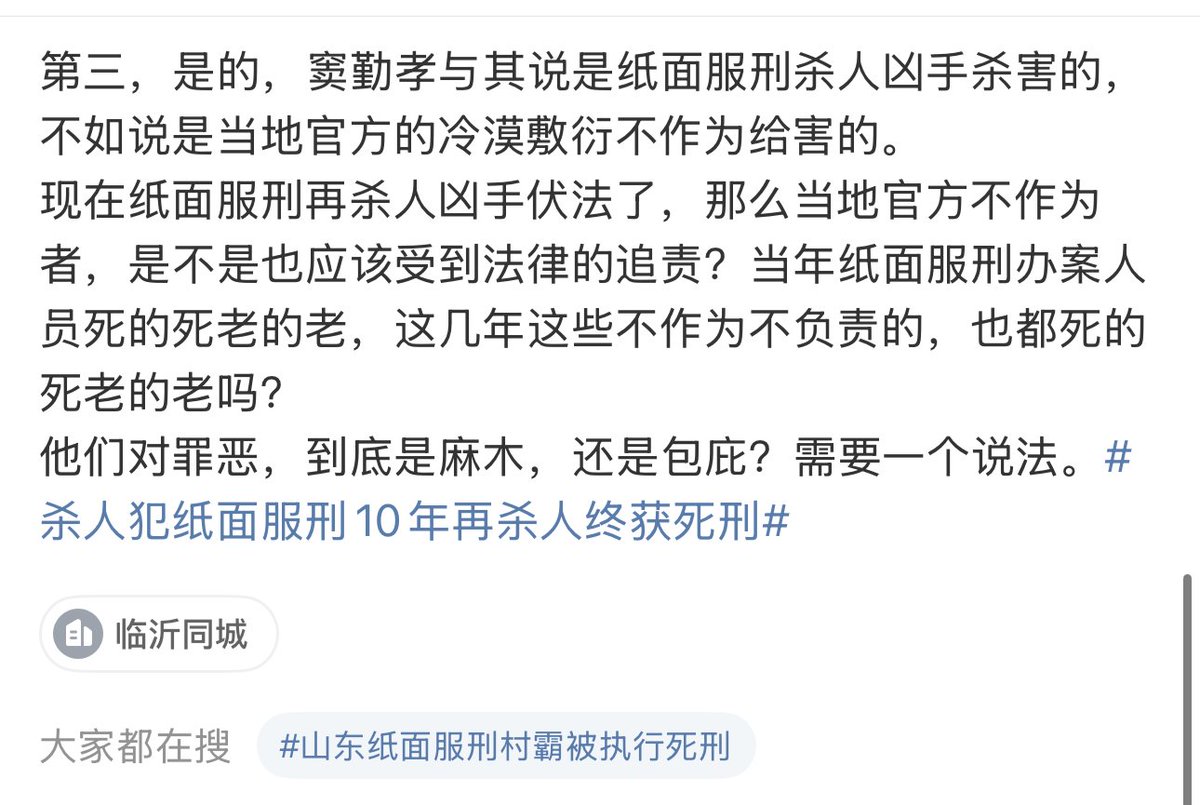 第三，是的，窦勤孝与其说是纸面服刑杀人凶手杀害的，
不如说是当地官方的冷漠敷衍不作为给害的。
现在纸面服刑再杀人凶手伏法了，那么当地官方不作为
者，是不是也应该受到法律的追责？当年纸面服刑办案人
员死的死老的老，这几年这些不作为不负责的，也都死的
死老的老吗？
他们对罪恶，到底是麻木，还是包庇？需要一个说法。#
杀人犯纸面服刑10年再杀人终获死刑#
临沂同城
大家都在搜 #山东纸面服刑村霸被执行死刑